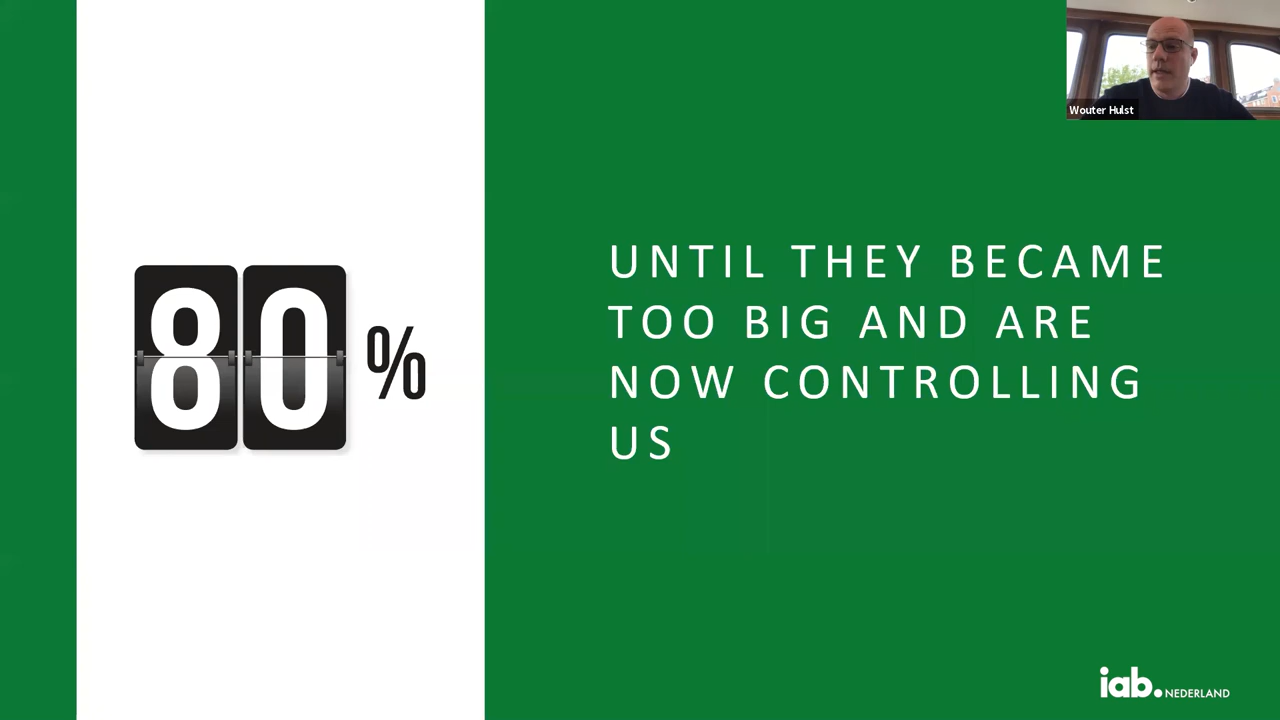 Wouter Hulst
80%
UNTIL THEY BECAME
TOO BIG AND ARE
NOW CONTROLLING
US
iab. NEDERLAND